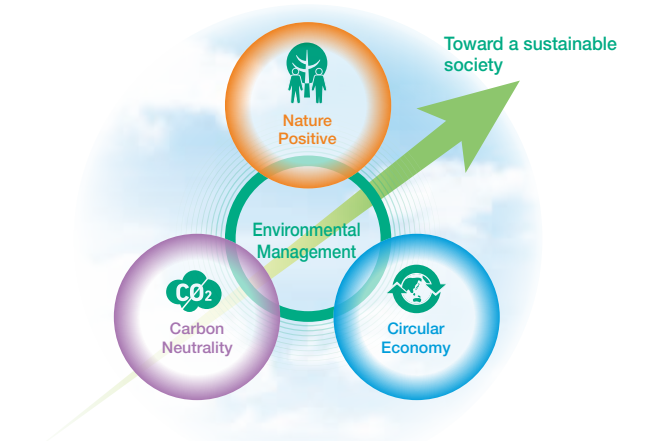 Toward a sustainable
society
Nature
Positive
Environmental
Management
CO2
Carbon
Neutrality
Circular
Economy